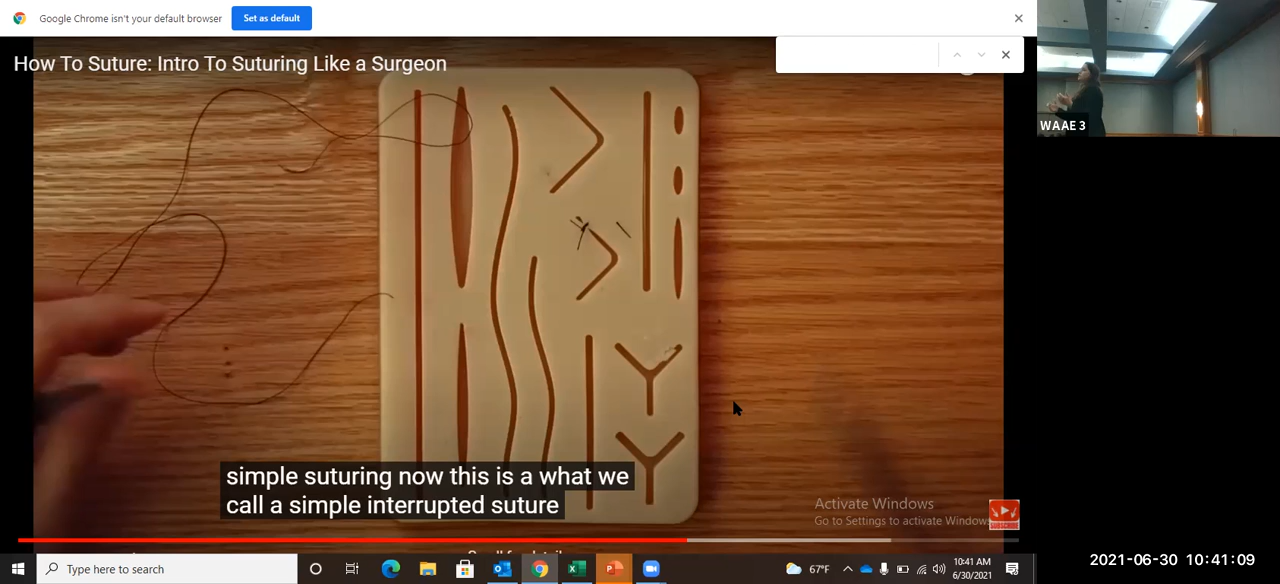 Google Chrome isn't your default browser
Set as default
How To Suture: Intro To Suturing Like a Surgeon
WAAE 3
simple suturing now this is a what we
call a simple interrupted suture
Activate Windows
Go to Settings to activate Windows
Type here to search
67°F
10:41 AM
6/30/2021
2021-06-30 10:41:09